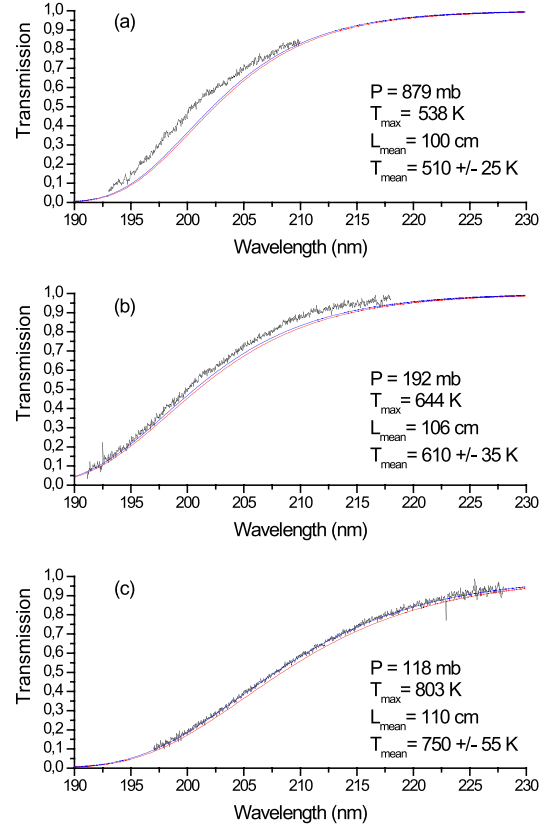 (a)
Transmission
1,0
0,9
0,8
0,7
0,6
0,5
0,4
0,3
0,2
0,1
0,0
P = 879 mb
Tmax= 538 K
Lmean= 100 cm
Tmean= 510 +/- 25 K
190 195 200 205 210 215 220 225 230
Wavelength (nm)
(b)
Transmission
1,0
0,9
0,8
0,7
0,6
0,5
0,4
0,3
0,2
0,1
0,0
P = 192 mb
Tmax= 644 K
Lmean= 106 cm
Tmean= 610 +/- 35 K
190 195 200 205 210 215 220 225 230
Wavelength (nm)
(c)
Transmission
1,0
0,9
0,8
0,7
0,6
0,5
0,4
0,3
0,2
0,1
0,0
P = 118 mb
Tmax= 803 K
Lmean= 110 cm
Tmean= 750 +/- 55 K
190 195 200 205 210 215 220 225 230
Wavelength (nm)